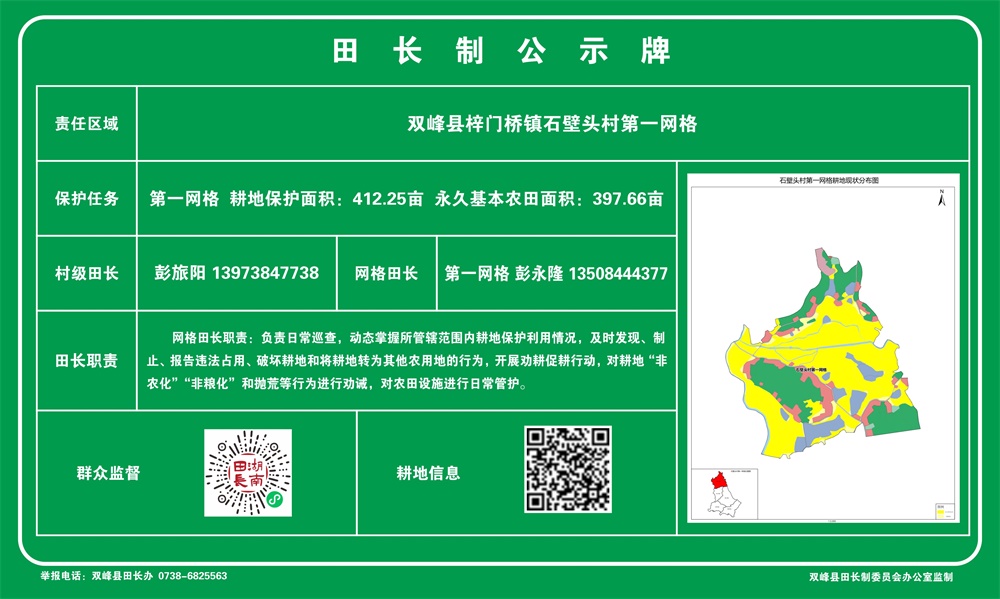 田长制公示牌
责任区域
双峰县梓门桥镇石壁头村第一网格
保护任务
第一网格 耕地保护面积：412.25亩 永久基本农田面积：397.66亩
村级田长
彭旅阳 13973847738
网格田长
第一网格 彭永隆 13508444377
田长职责
网格田长职责：负责日常巡查，动态掌握所管辖范围内耕地保护利用情况，及时发现、制
止、报告违法占用、破坏耕地和将耕地转为其他农用地的行为，开展劝耕促耕行动，对耕地“非
农化”“非粮化”和抛荒等行为进行劝诫，对农田设施进行日常管护。
群众监督
湖南
田長
耕地信息
石壁头村第一网格耕地现状分布图
N
石壁头村第一网格
举报电话：双峰县田长办 0738-6825563
双峰县田长制委员会办公室监制